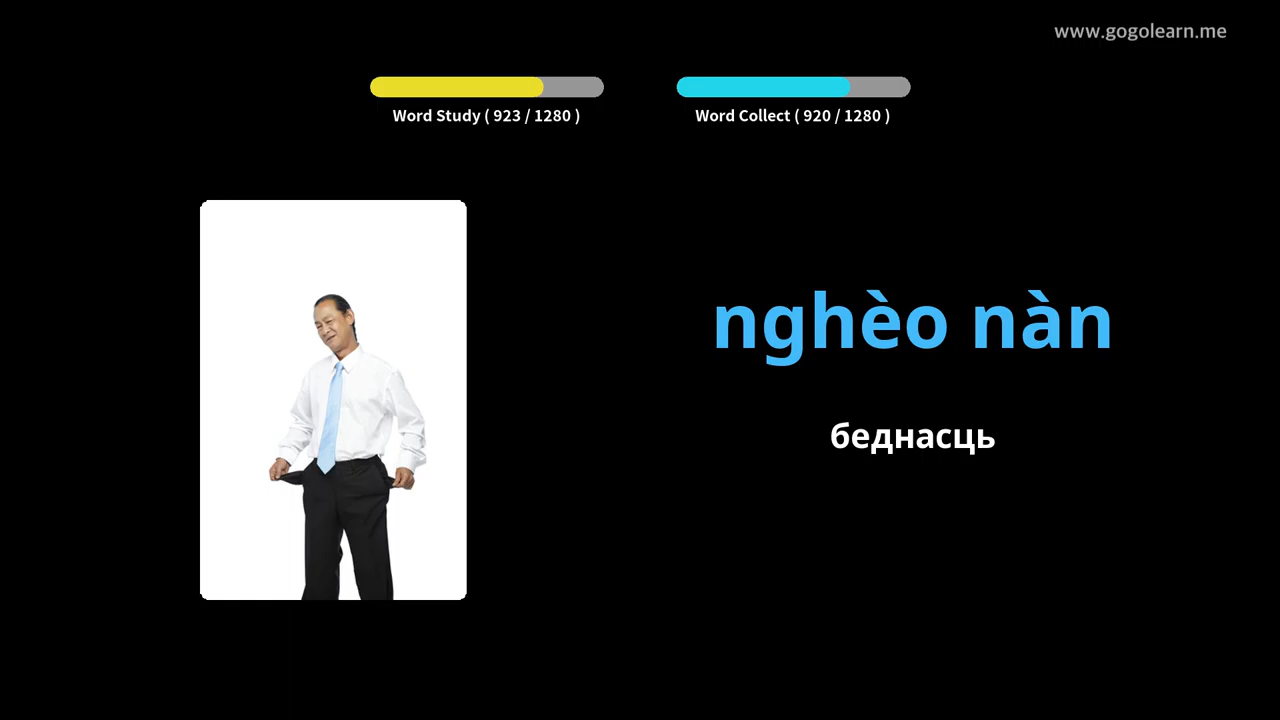 www.gogolearn.me
Word Study ( 923 / 1280 )
Word Collect ( 920 / 1280 )
nghèo nàn
беднасць